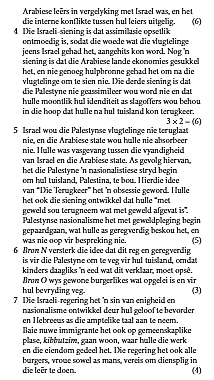 Arabiese leërs in vergelyking met Israel was, en het
die interne konflikte tussen hul leiers uitgelig. (6)
4 Die Israeli-siening is dat assimilasie opsetlik
ontmoedig is, sodat die woede wat die vlugtelinge
jeens Israel gehad het, aangehits kon word. Nog 'n
siening is dat die Arabiese lande ekonomies gesukkel
het, en nie genoeg hulpbronne gehad het om na die
vlugtelinge om te sien nie. Die derde siening is dat
die Palestyne nie geassimileer wou word nie en dat
hulle moontlik hul idenditeit as slagoffers wou behou
in die hoop dat hulle na hul tuisland kon terugkeer.
3 x 2 = (6)
5 Israel wou die Palestynse vlugtelinge nie teruglaat
nie, en die Arabiese state wou hulle nie absorbeer
nie. Hulle was vasgevang tussen die vyandigheid
van Israel en die Arabiese state. As gevolg hiervan,
het die Palestyne 'n nasionalistiese stryd begin
om hul tuisland, Palestina, te bou. Hierdie idee
van "Die Terugkeer" het 'n obsessie geword. Hulle
het ook die siening ontwikkel dat hulle "met
geweld sou terugneem wat met geweld afgevat is".
Palestynse nasionalisme het met geweldpleging begin
gepaardgaan, wat hulle as geregverdig beskou het, en
was nie oop vir bespreking nie. (5)
6 Bron N versterk die idee dat dit reg en geregverdig
is vir die Palestyne om te veg vir hul tuisland, omdat
kinders daagliks 'n eed wat dit verklaar, moet opsê.
Bron O wys gewone burgerlikes wat opgelei is en vir
hul bevryding veg. (3)
7 Die Israeli-regering het 'n sin van enigheid en
nasionalisme ontwikkel deur hul geloof te bevorder
en Hebreeus as die amptelike taal aan te neem.
Baie nuwe immigrante het ook op gemeenskaplike
plase, kibbutzim, gaan woon, waar hulle die werk
en die eiendom gedeel het. Die regering het ook alle
burgers, vroue sowel as mans, vereis om diensplig in
die leër te doen. (4)